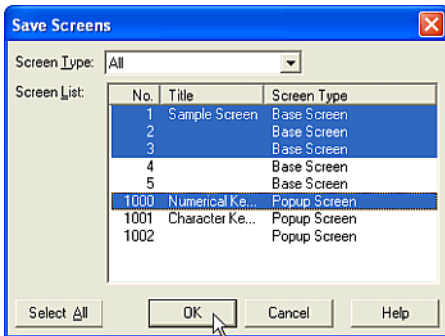 Save Screens
Screen Type: All
Screen List:
No. Title Screen Type
1 Sample Screen Base Screen
2 Base Screen
3 Base Screen
4 Base Screen
5 Base Screen
1000 Numerical Ke... Popup Screen
1001 Character Ke... Popup Screen
1002 Popup Screen
Select All OK Cancel Help